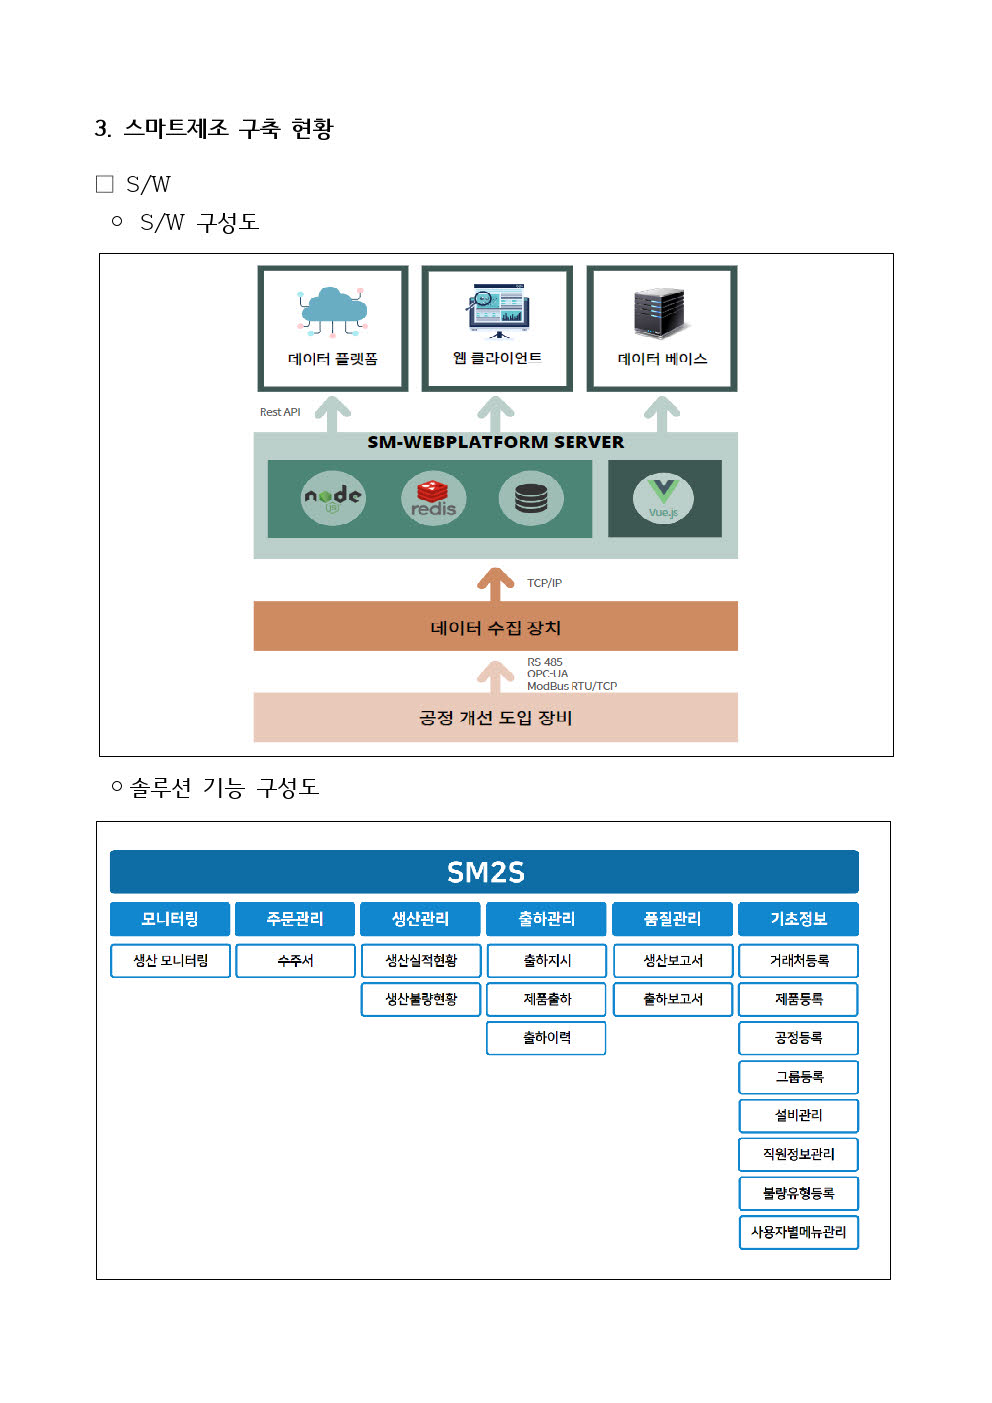 3. 스마트제조 구축 현황
□ S/W
○ S/W 구성도
데이터 플랫폼
웹 클라이언트
데이터 베이스
Rest API
SM-WEBPLATFORM SERVER
node
JS
redis
Vue.js
TCP/IP
데이터 수집 장치
RS 485
OPC-UA
ModBus RTU/TCP
공정 개선 도입 장비
○ 솔루션 기능 구성도
SM2S
모니터링 주문관리 생산관리 출하관리 품질관리 기초정보
생산 모니터링 수주서 생산실적현황 출하지시 생산보고서 거래처등록
생산불량현황 제품출하 출하보고서 제품등록
출하이력 공정등록
그룹등록
설비관리
직원정보관리
불량유형등록
사용자별메뉴관리